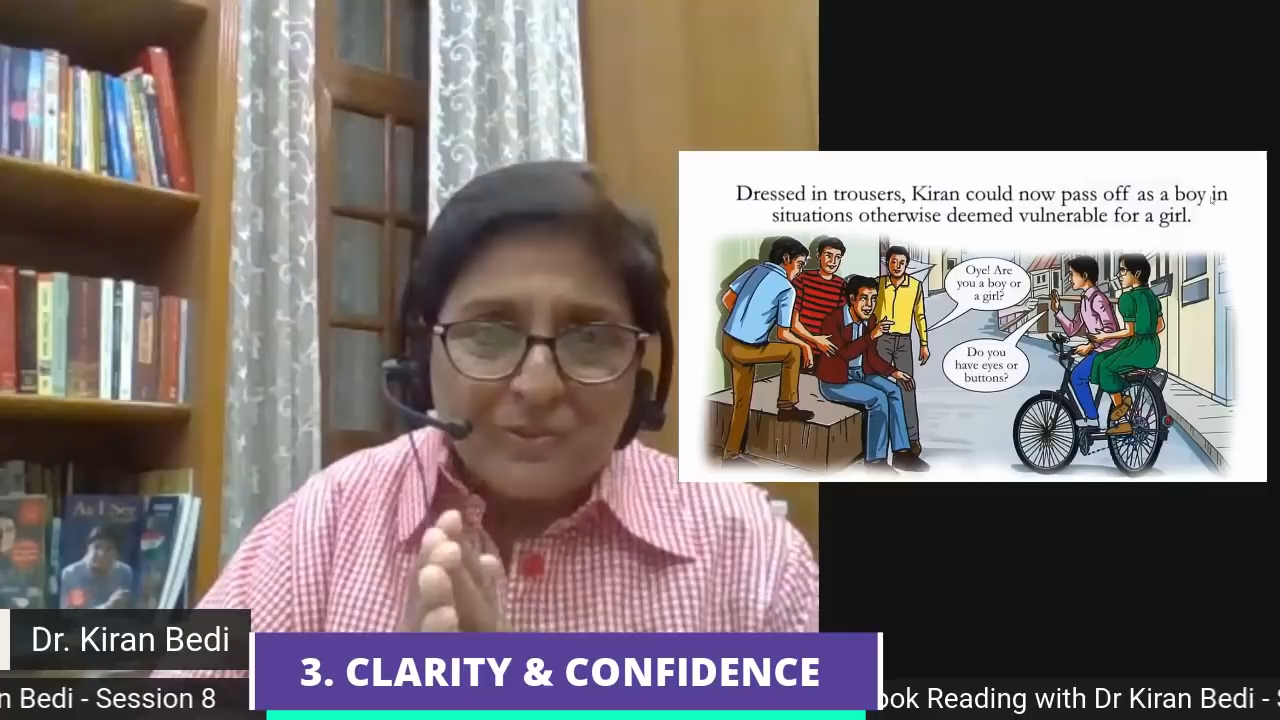 Dressed in trousers, Kiran could now pass off as a boy in
situations otherwise deemed vulnerable for a girl.
Oye! Are
you a boy or
a girl?
Do you
have eyes or
buttons?
As I See
Dr. Kiran Bedi
3. CLARITY & CONFIDENCE
n Bedi - Session 8
ook Reading with Dr Kiran Bedi -